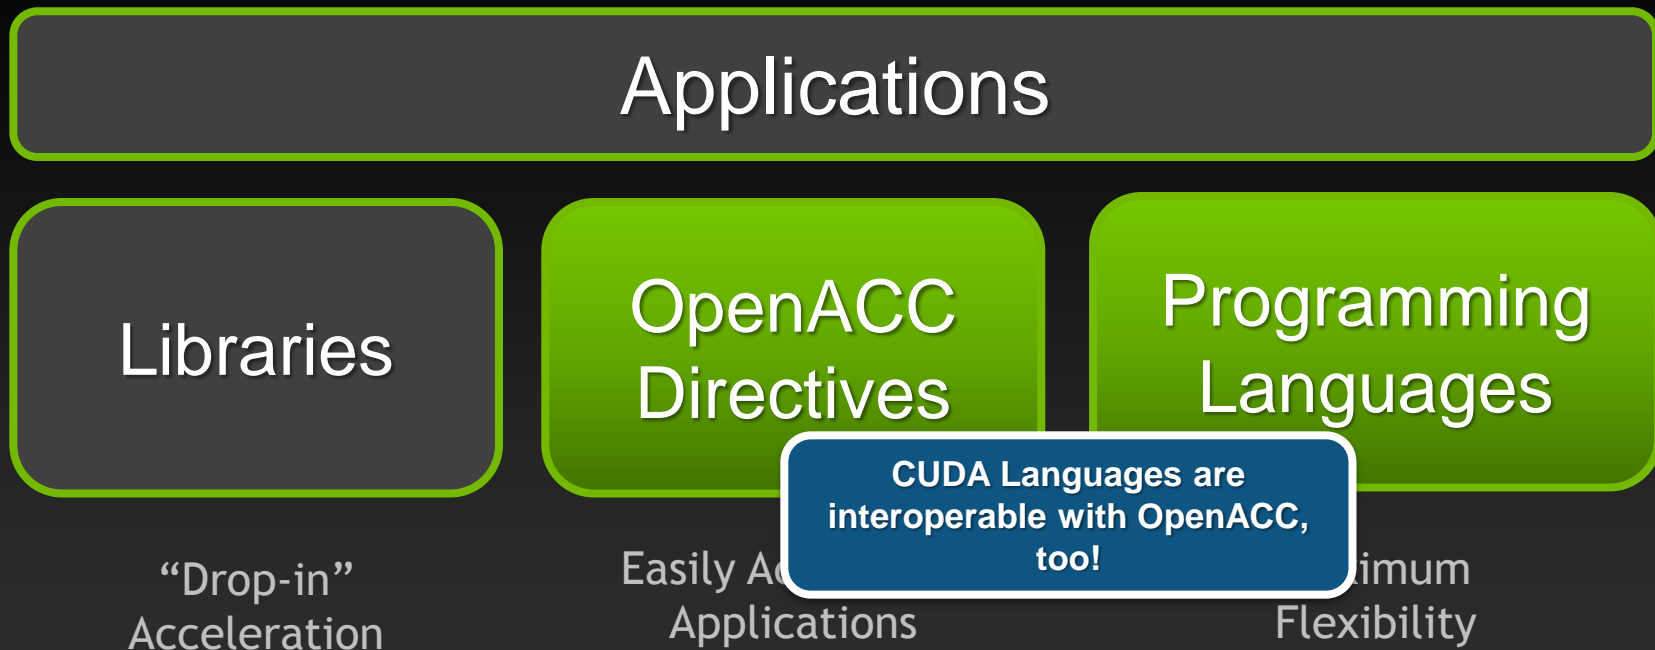 Applications
Libraries
OpenACC
Directives
Programming
Languages
CUDA Languages are
interoperable with OpenACC,
too!
“Drop-in”
Acceleration
Easily
Applications
Flexibility